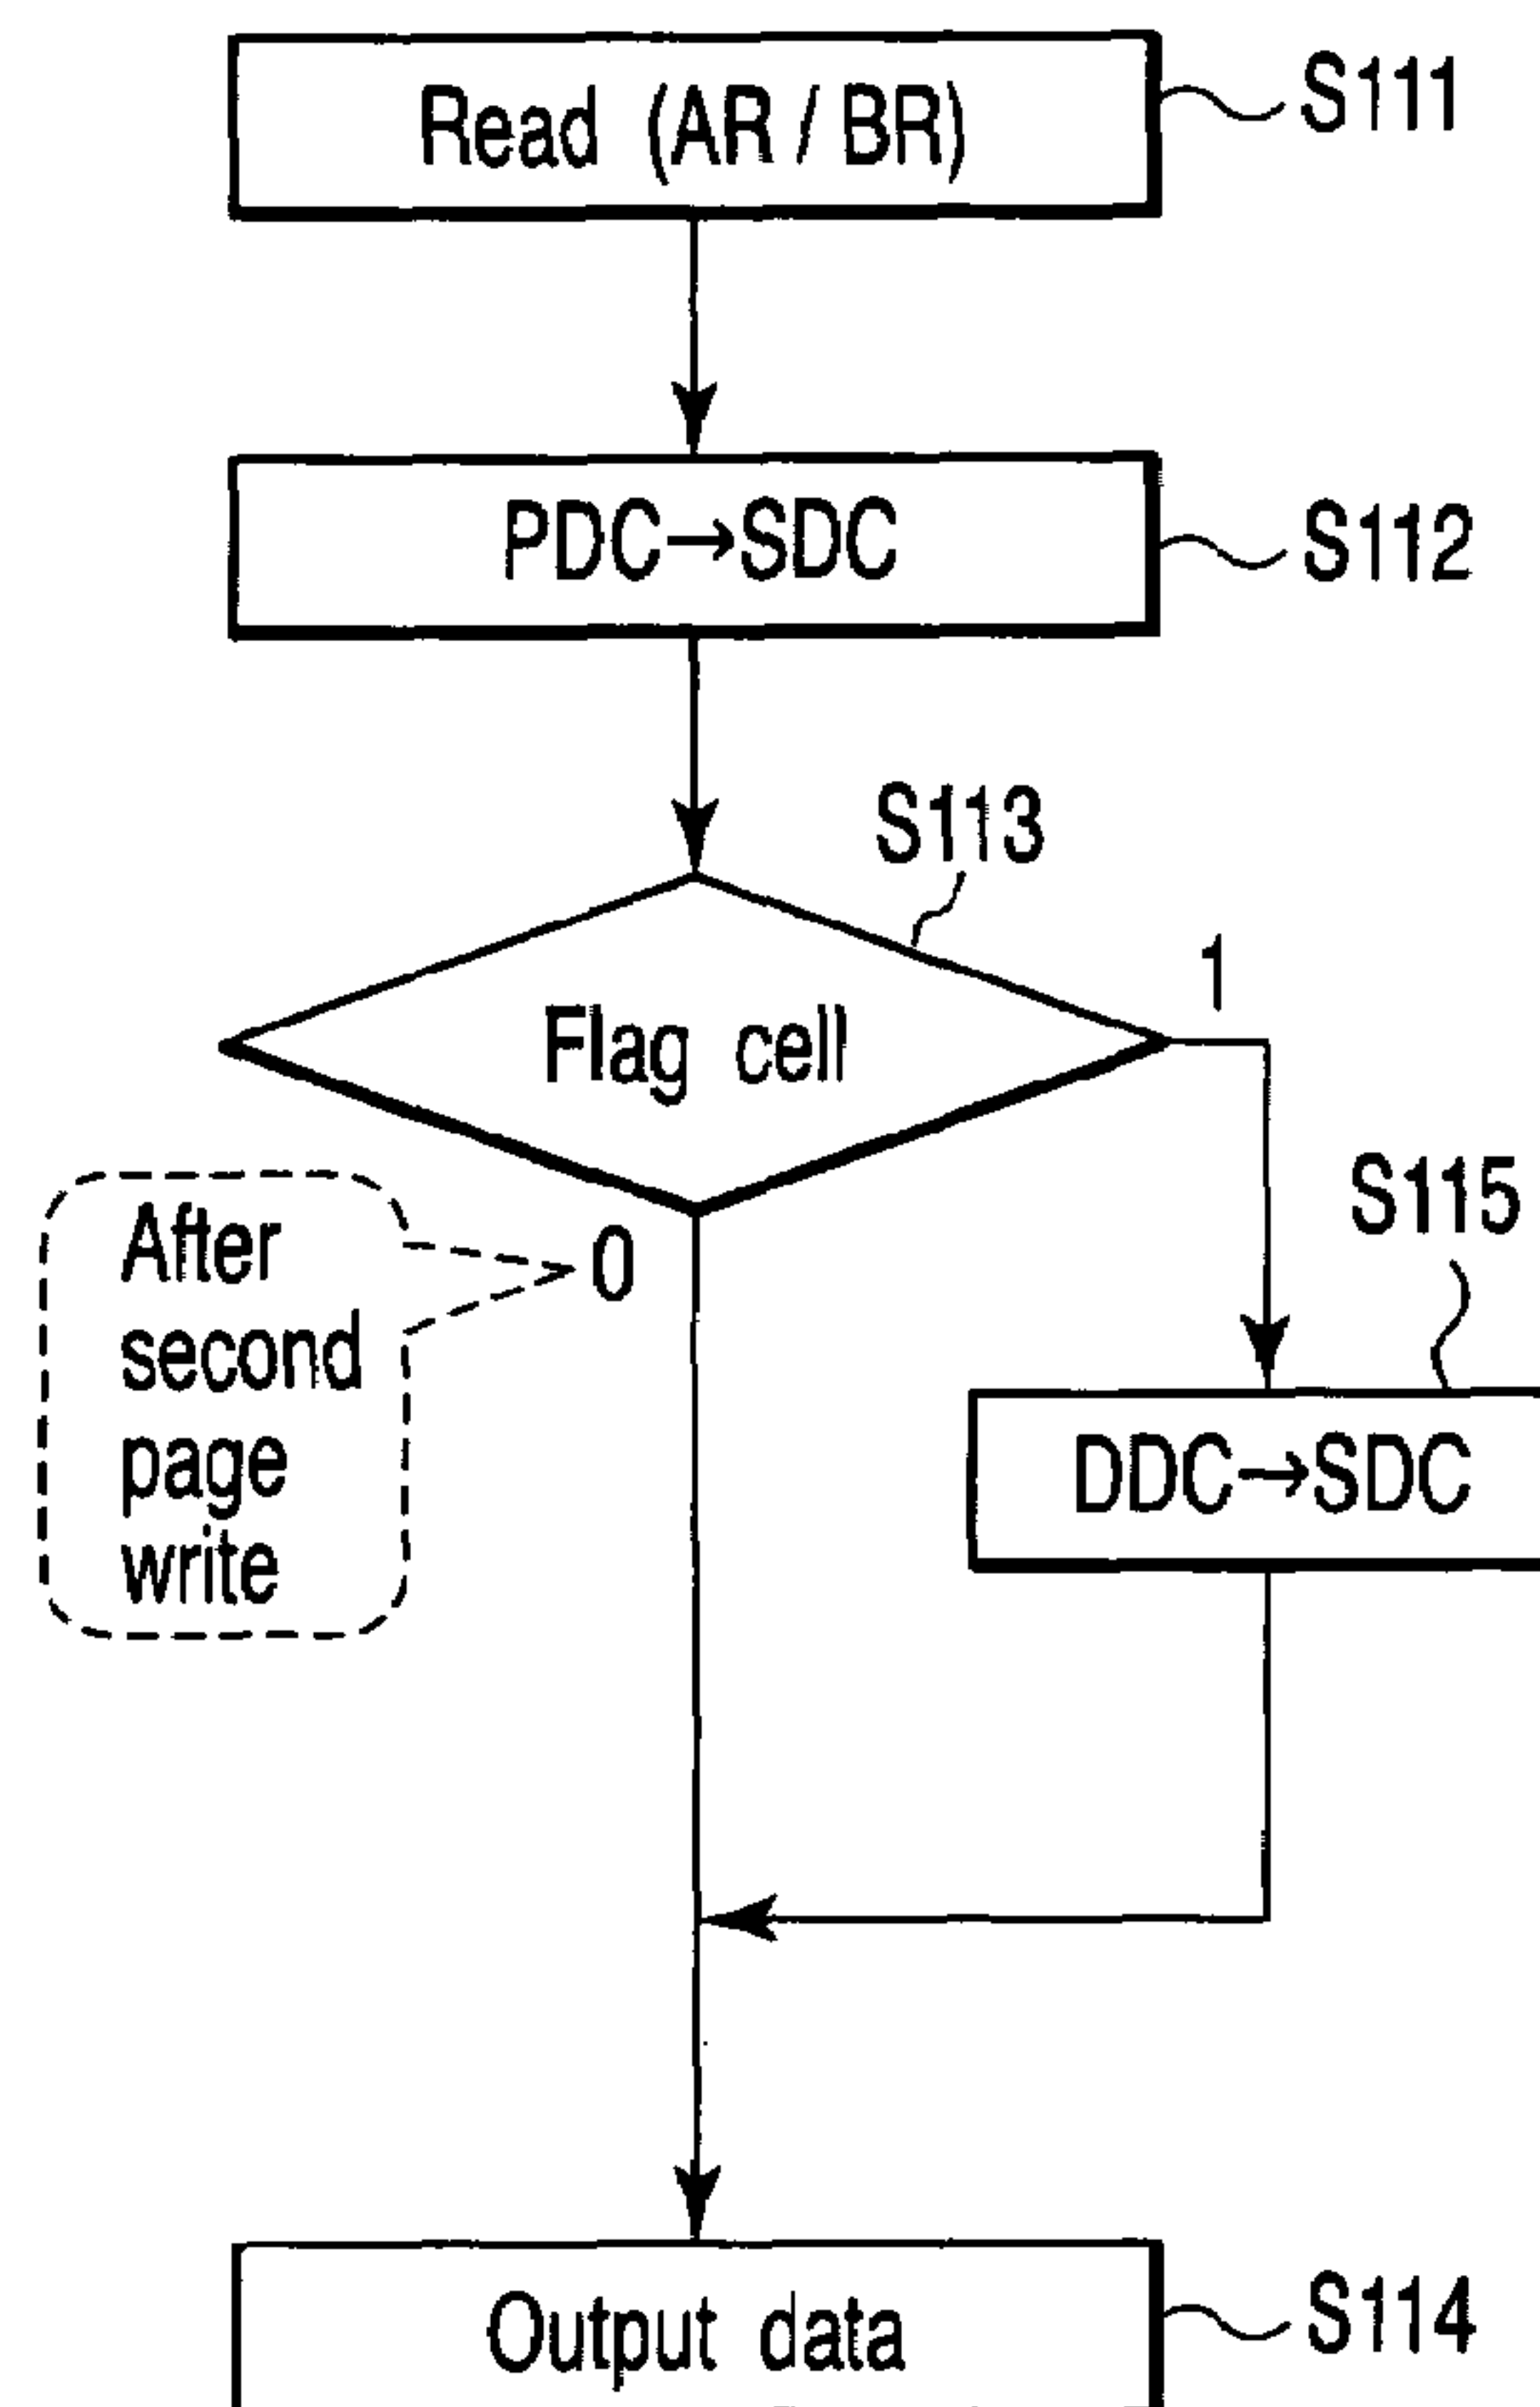 Read (AR / BR)
S111
PDC→SDC
S112
S113
Flag cell
1
0
After
second
page
write
S115
DDC→SDC
Output data
S114